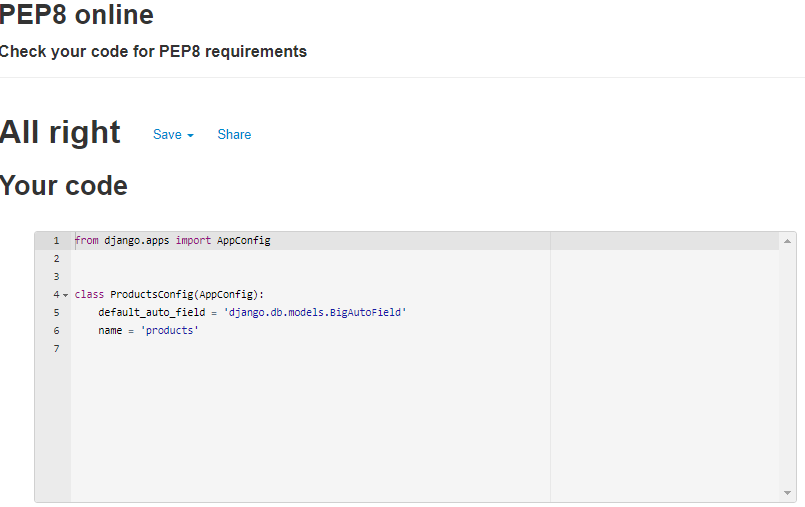 PEP8 online
Check your code for PEP8 requirements
All right Save Share
Your code
1 from django.apps import AppConfig
2
3
4 class ProductsConfig(AppConfig):
5     default_auto_field = 'django.db.models.BigAutoField'
6     name = 'products'
7